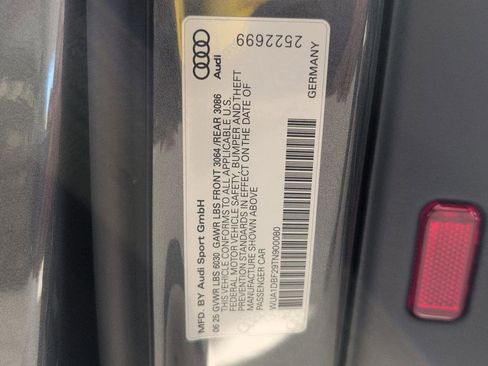 Audi
25222699
MFD. BY Audi Sport GmbH
06 25 GVWR LBS 6030 GAWR LBS FRONT 3064 /REAR 3086
THIS VEHICLE CONFORMS TO ALL APPLICABLE U.S.
FEDERAL MOTOR VEHICLE SAFETY, BUMPER AND THEFT
PREVENTION STANDARDS IN EFFECT ON THE DATE OF
MANUFACTURE SHOWN ABOVE
PASSENGER CAR
WUA1DBF29TN900080
GERMANY